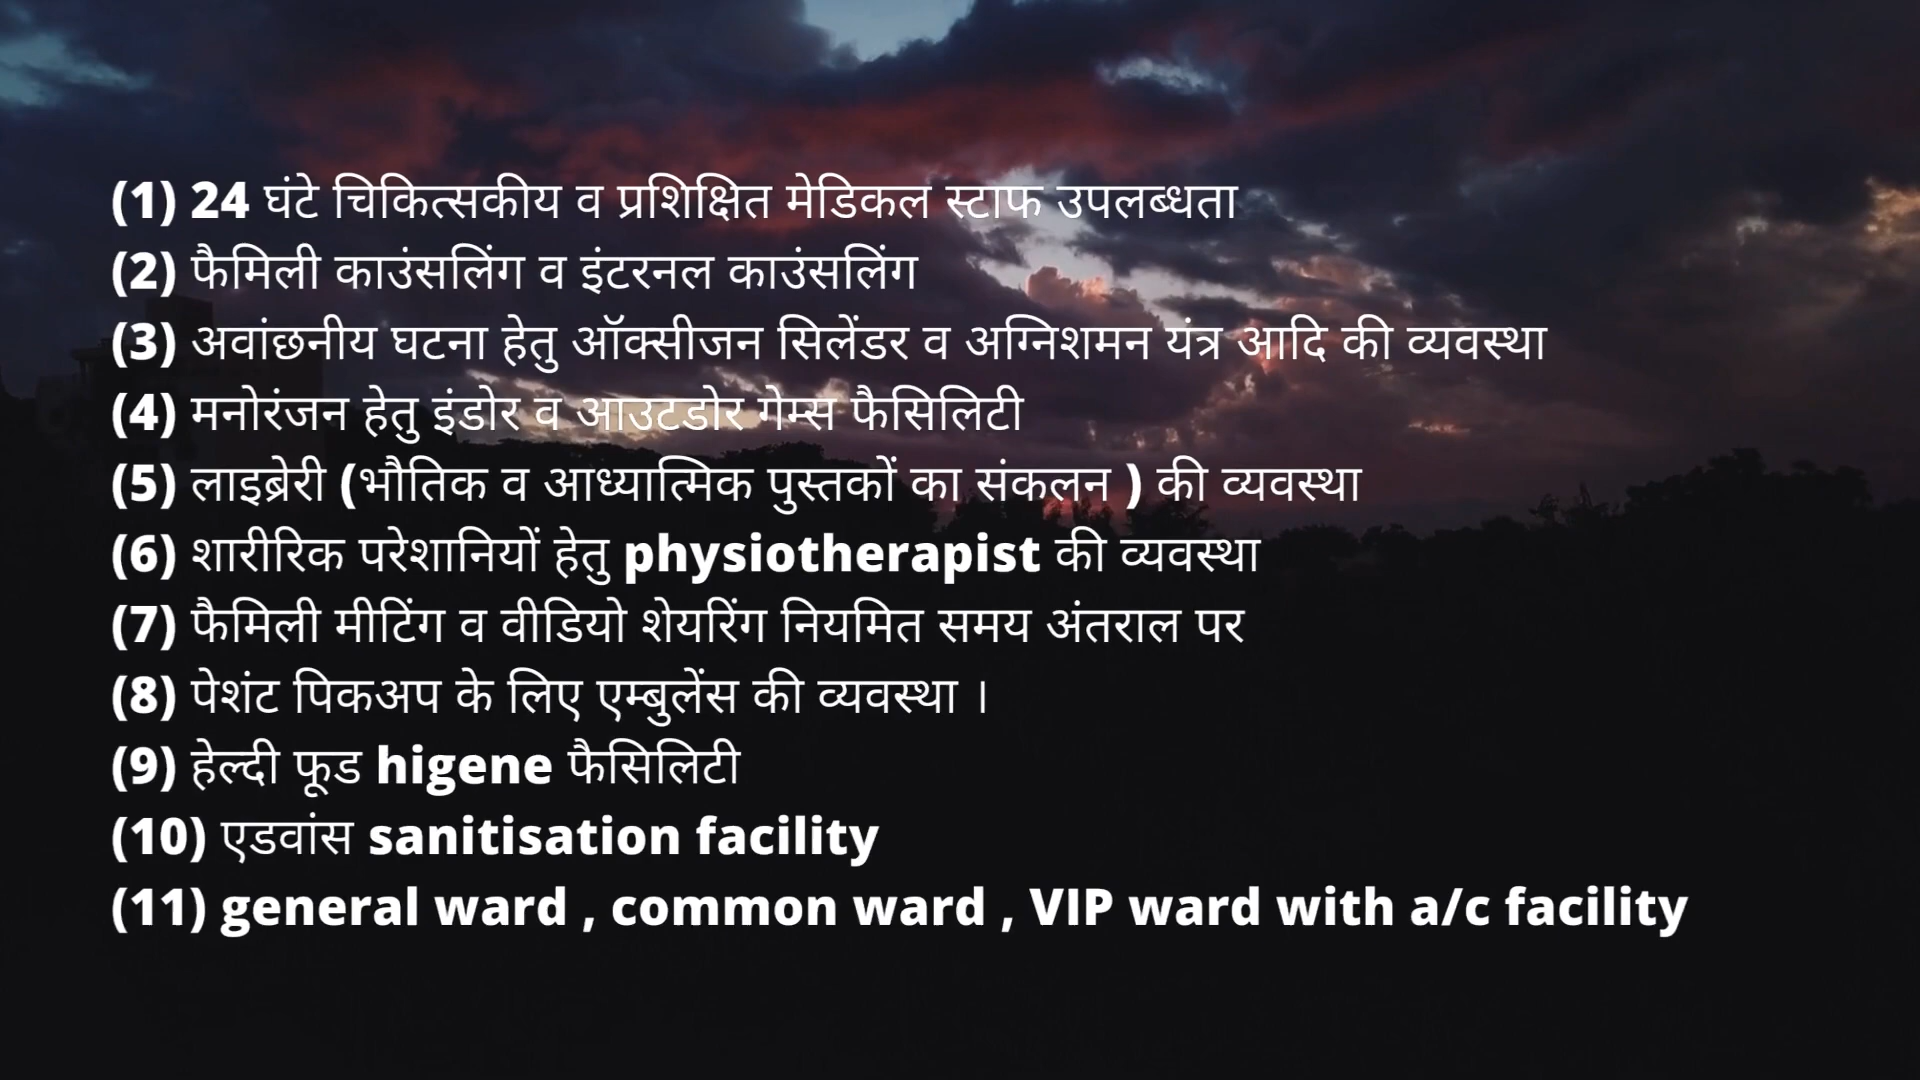 (1) 24 घंटे चिकित्सकीय व प्रशिक्षित मेडिकल स्टाफ उपलब्धता
(2) फैमिली काउंसलिंग व इंटरनल काउंसलिंग
(3) अवांछनीय घटना हेतु ऑक्सीजन सिलेंडर व अग्निशमन यंत्र आदि की व्यवस्था
(4) मनोरंजन हेतु इंडोर व आउटडोर गेम्स फैसिलिटी
(5) लाइब्रेरी (भौतिक व आध्यात्मिक पुस्तकों का संकलन ) की व्यवस्था
(6) शारीरिक परेशानियों हेतु physiotherapist की व्यवस्था
(7) फैमिली मीटिंग व वीडियो शेयरिंग नियमित समय अंतराल पर
(8) पेशंट पिकअप के लिए एम्बुलेंस की व्यवस्था ।
(9) हेल्दी फूड higene फैसिलिटी
(10) एडवांस sanitisation facility
(11) general ward , common ward , VIP ward with a/c facility